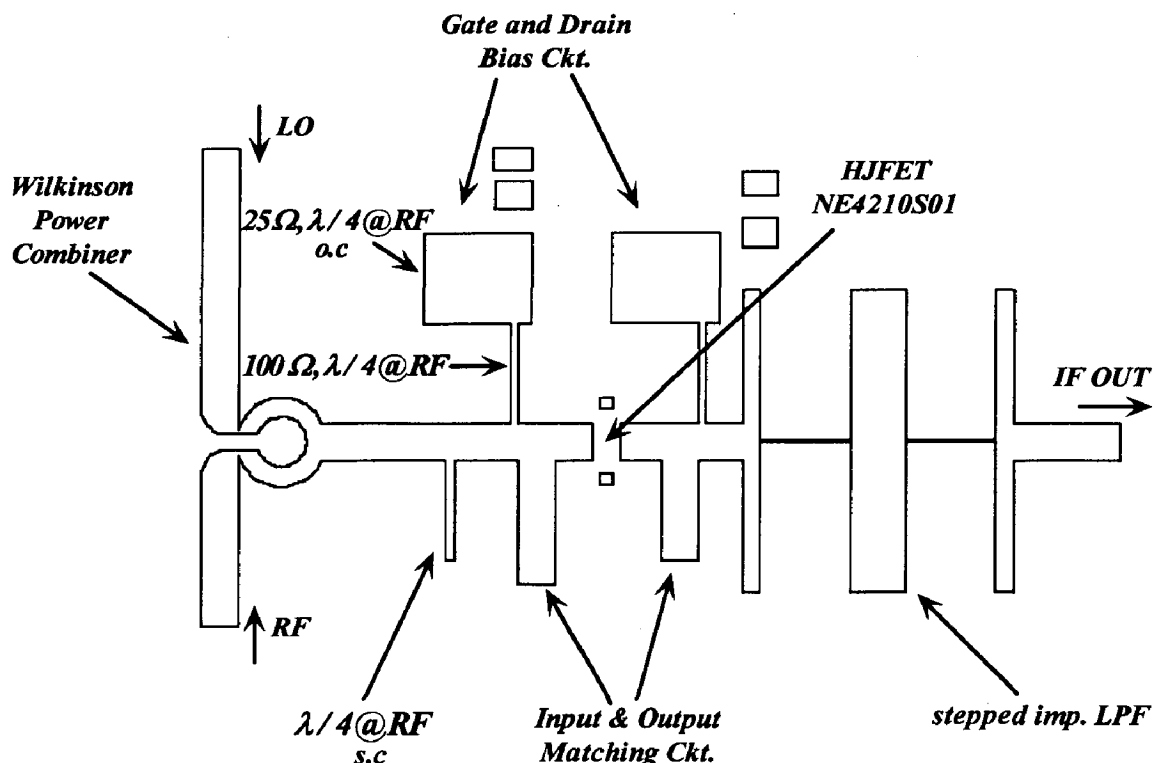 Gate and Drain
Bias Ckt.
LO
HJFET
NE4210S01
Wilkinson
Power
Combiner
25Ω, λ/4@RF
o.c
100Ω, λ/4@RF
IF OUT
RF
λ/4@RF
s.c
Input & Output
Matching Ckt.
stepped imp. LPF